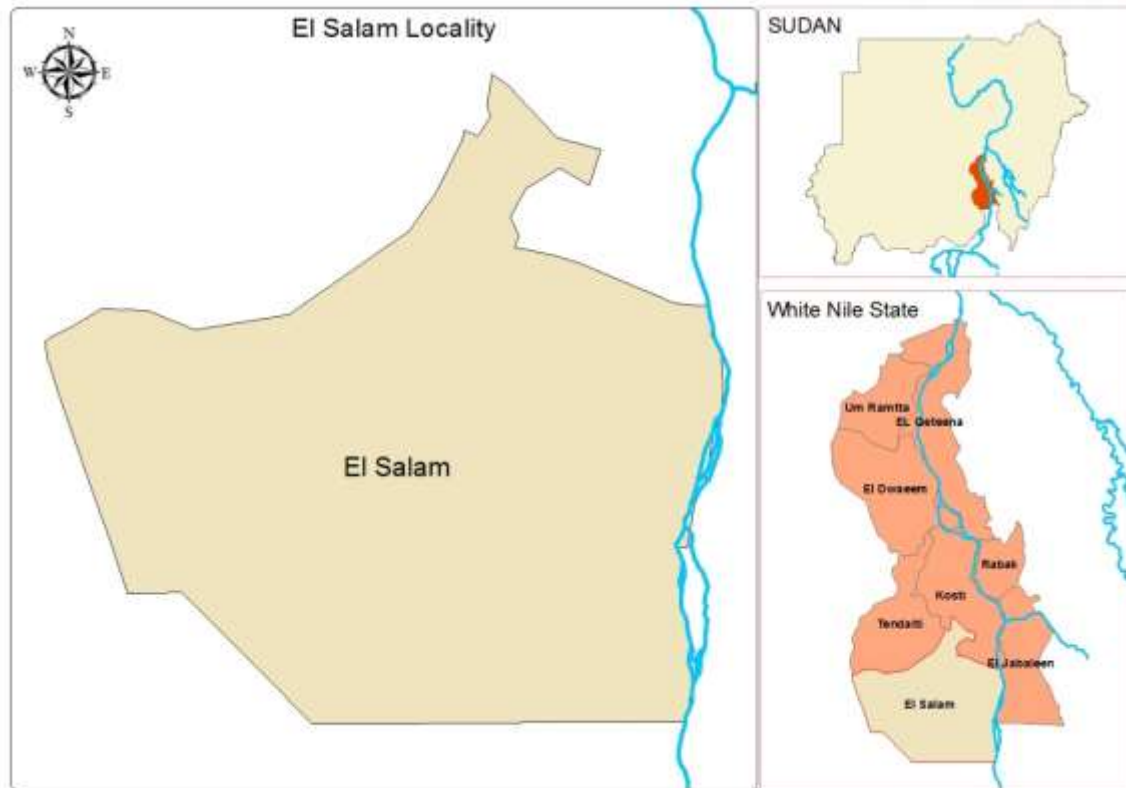 El Salam Locality
N
W E
S
El Salam
SUDAN
White Nile State
Um Ramtta
EL Geteena
El Dwaeem
Rabak
Kosti
Tendalti
El Jabaleen
El Salam